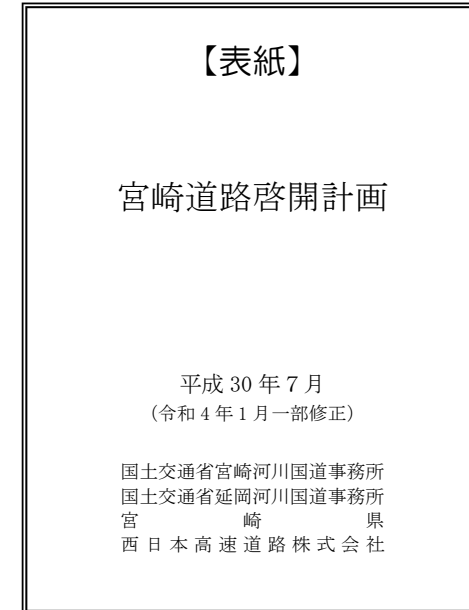 【表紙】
宮崎道路啓開計画
平成 30 年 7 月
（令和 4 年 1 月一部修正）
国土交通省宮崎河川国道事務所
国土交通省延岡河川国道事務所
宮崎県
西日本高速道路株式会社